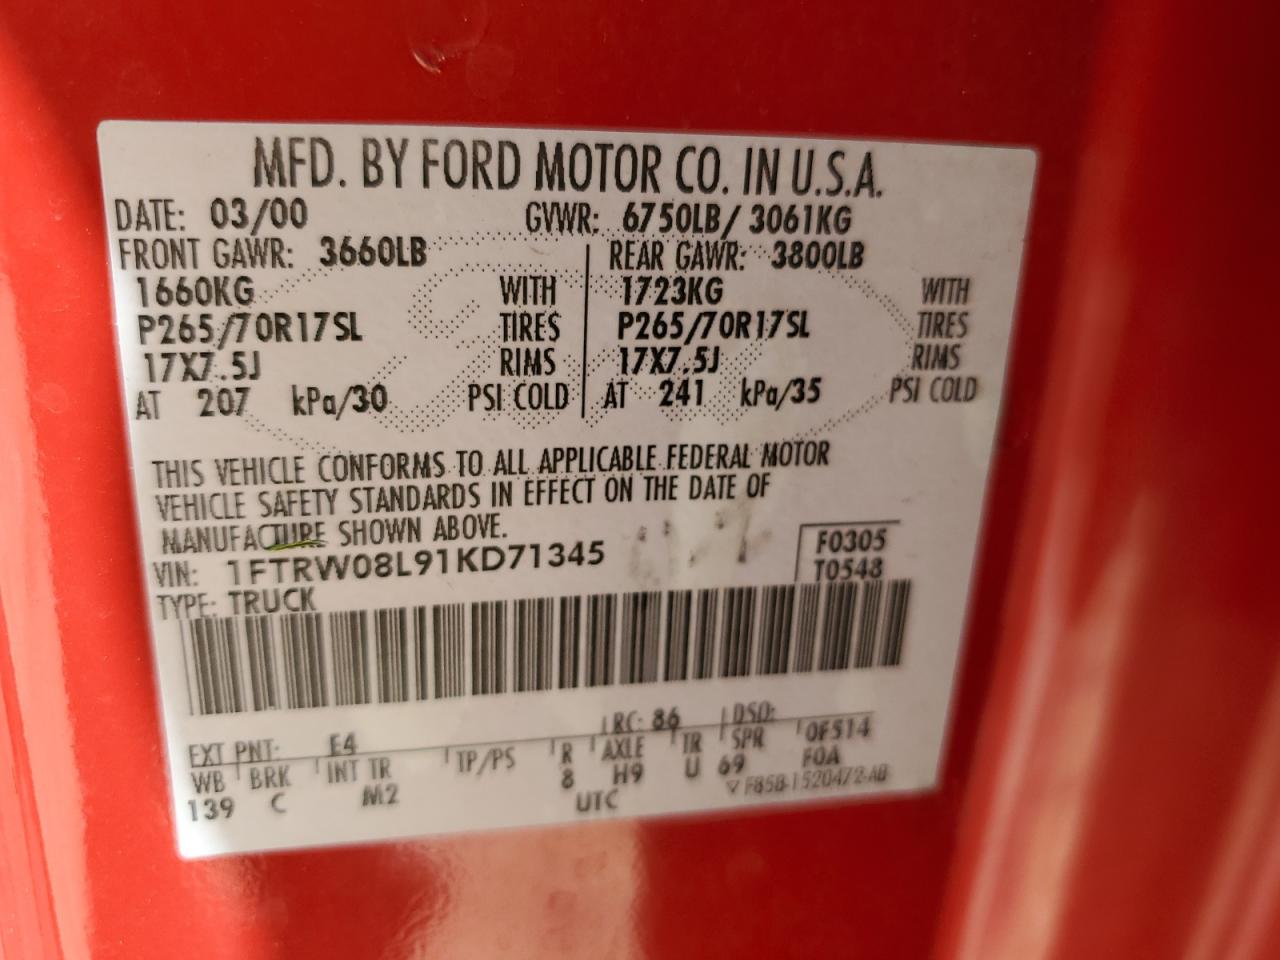 MFD. BY FORD MOTOR CO. IN U.S.A.
DATE: 03/00 GVWR: 6750LB/ 3061KG
FRONT GAWR: 3660LB REAR GAWR: 3800LB
1660KG WITH 1723KG WITH
P265/70R17SL TIRES P265/70R17SL TIRES
17X7.5J RIMS 17X7.5J RIMS
AT 207 kPa/30 PSI COLD AT 241 kPa/35 PSI COLD
THIS VEHICLE CONFORMS TO ALL APPLICABLE FEDERAL MOTOR
VEHICLE SAFETY STANDARDS IN EFFECT ON THE DATE OF
MANUFACTURE SHOWN ABOVE.
VIN: 1FTRW08L91KD71345 F0305
TYPE: TRUCK T0548
EXT PNT: E4 RC: 86 DSO:
WB BRK INT TR TP/PS R AXLE TR SPR 0F514
139 C M2 8 H9 U 69 F0A
UTC